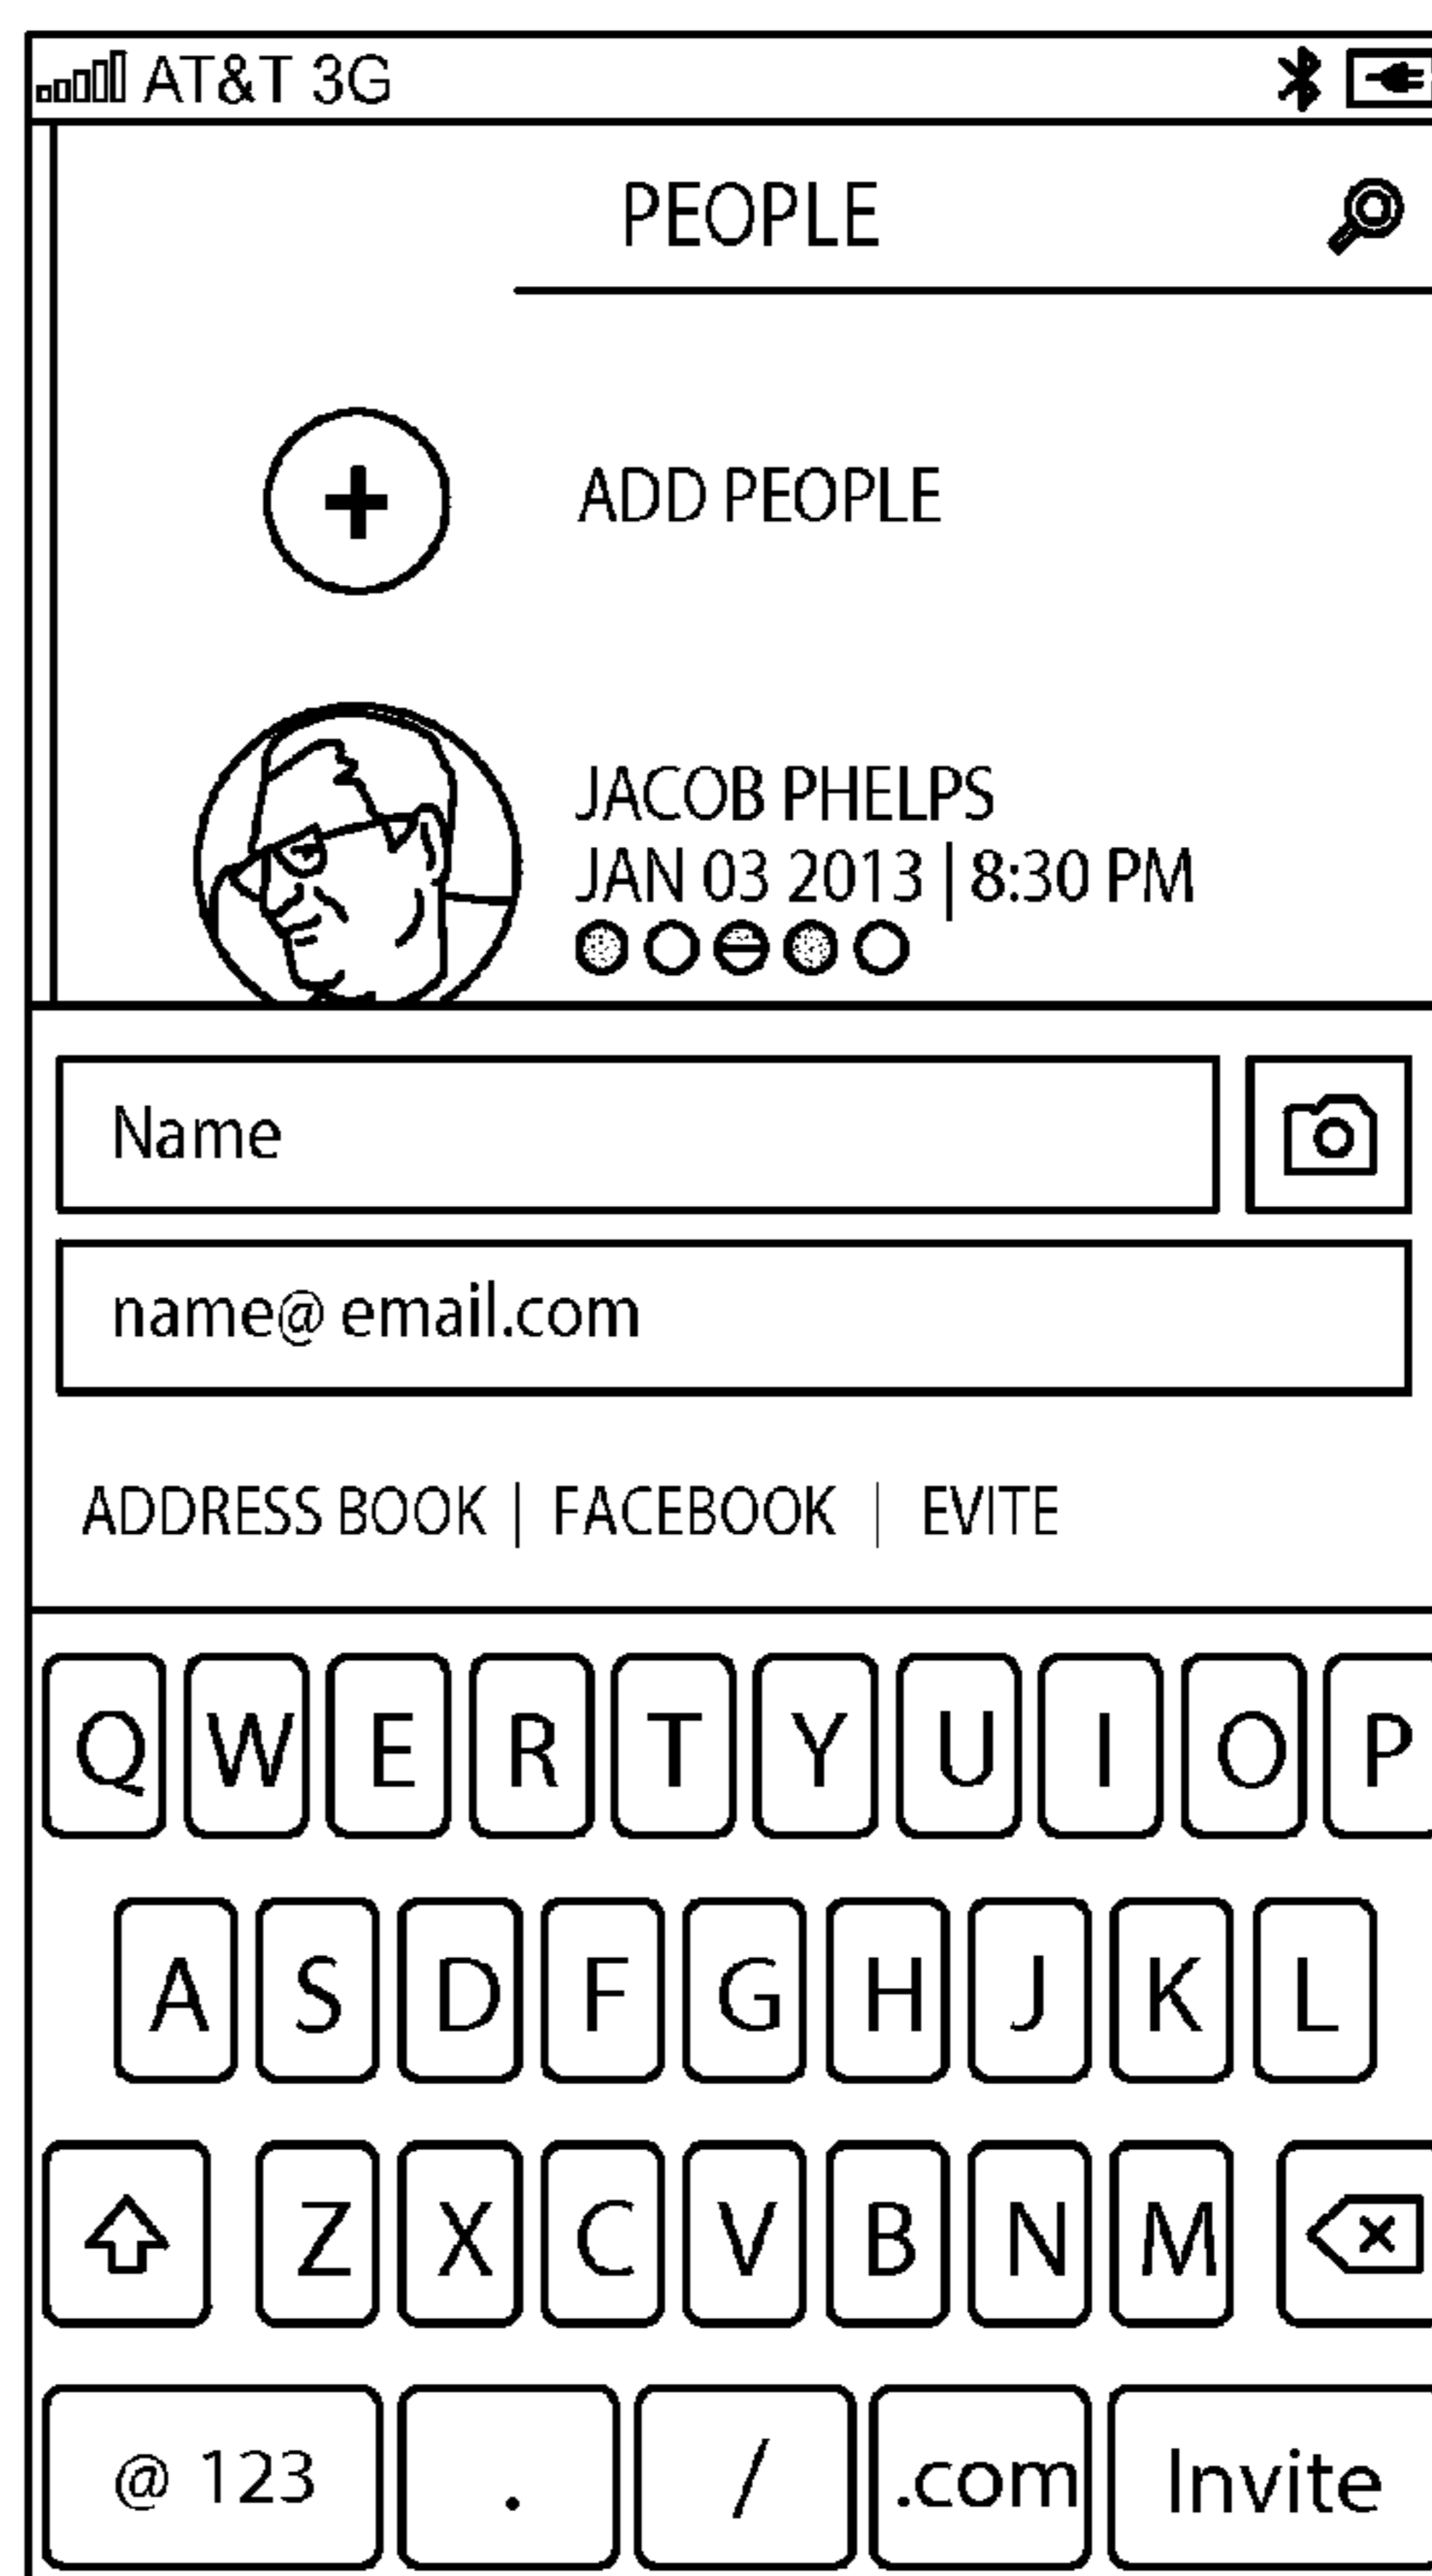 AT&T 3G
PEOPLE
ADD PEOPLE
JACOB PHELPS
JAN 03 2013 | 8:30 PM
Name
name@ email.com
ADDRESS BOOK | FACEBOOK | EVITE
Q W E R T Y U I O P
A S D F G H J K L
Z X C V B N M
@ 123 . / .com Invite